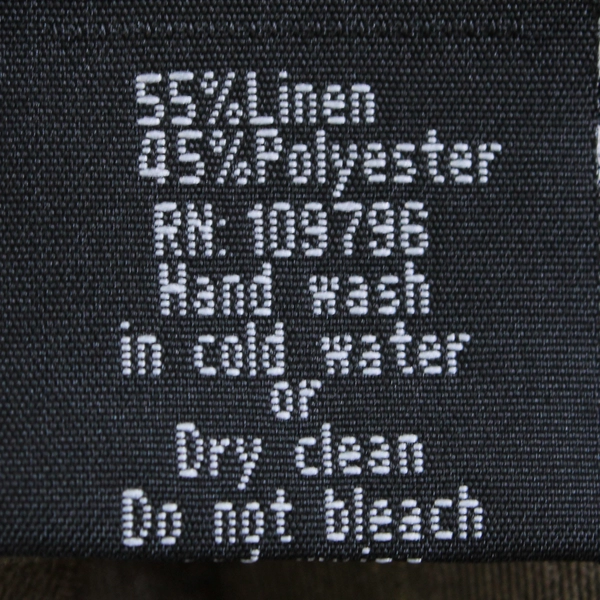 55%Linen
45%Polyester
RN: 109796
Hand wash
in cold water
or
Dry clean
Do not bleach